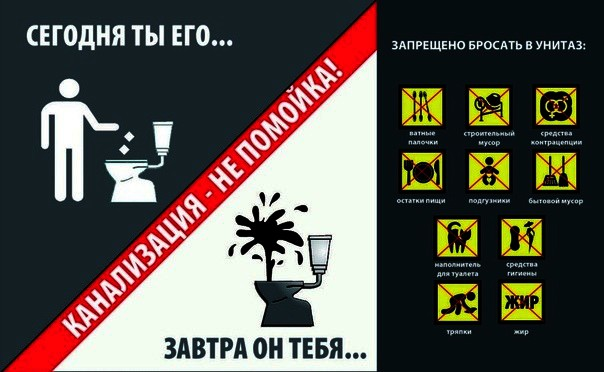 СЕГОДНЯ ТЫ ЕГО...
КАНАЛИЗАЦИЯ - НЕ ПОМОЙКА!
ЗАВТРА ОН ТЕБЯ...
ЗАПРЕЩЕНО БРОСАТЬ В УНИТАЗ:
ватные
палочки
строительный
мусор
средства
контрацепции
остатки пищи
подгузники
бытовой мусор
наполнитель
для туалета
средства
гигиены
тряпки
ЖИР
жир